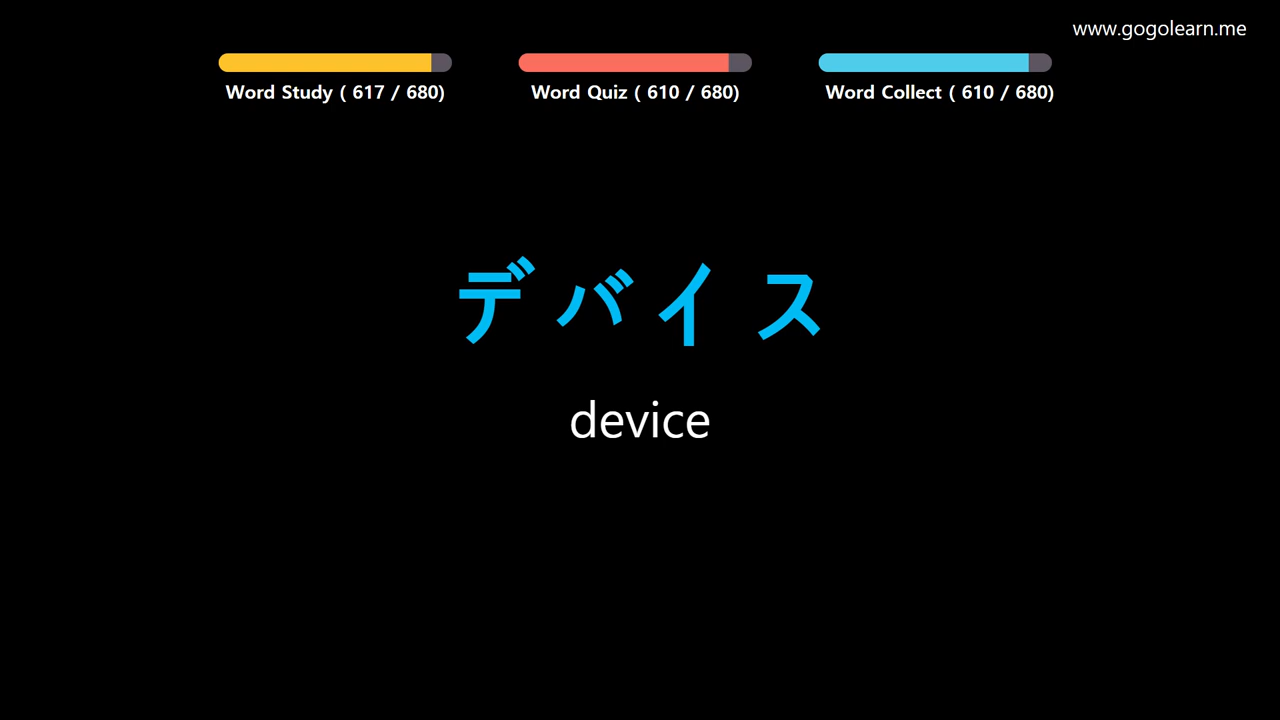 www.gogolearn.me
Word Study ( 617 / 680)
Word Quiz ( 610 / 680)
Word Collect ( 610 / 680)
デバイス
device